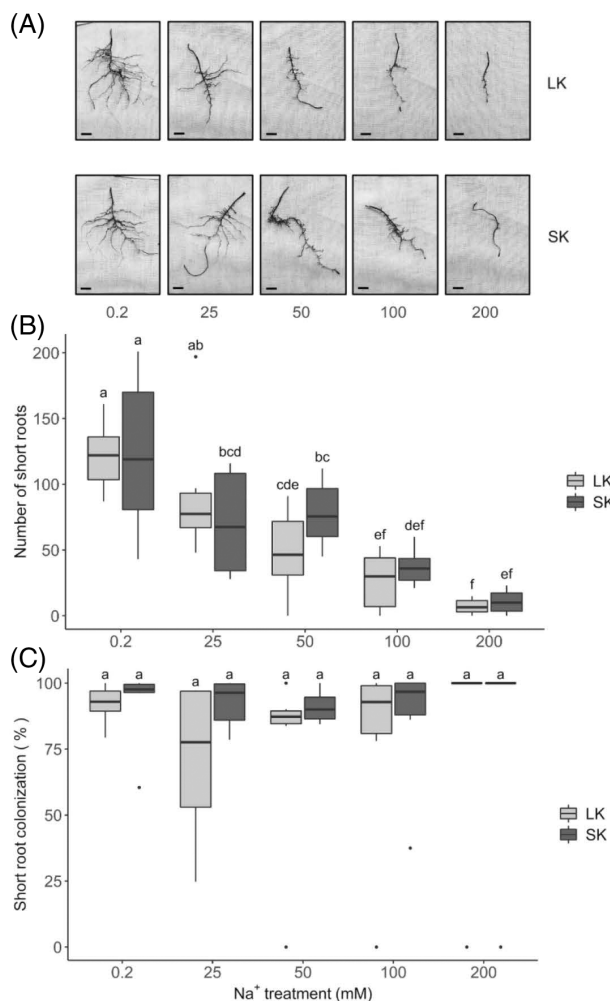 (A)
LK
SK
0.2 25 50 100 200
(B)
Number of short roots
200
150
100
50
0
a a ab bcd cde bc ef def f ef
LK
SK
0.2 25 50 100 200
(C)
Short root colonization ( % )
100
75
50
25
0
a a a a a a a a a a
LK
SK
0.2 25 50 100 200
Na⁺ treatment (mM)